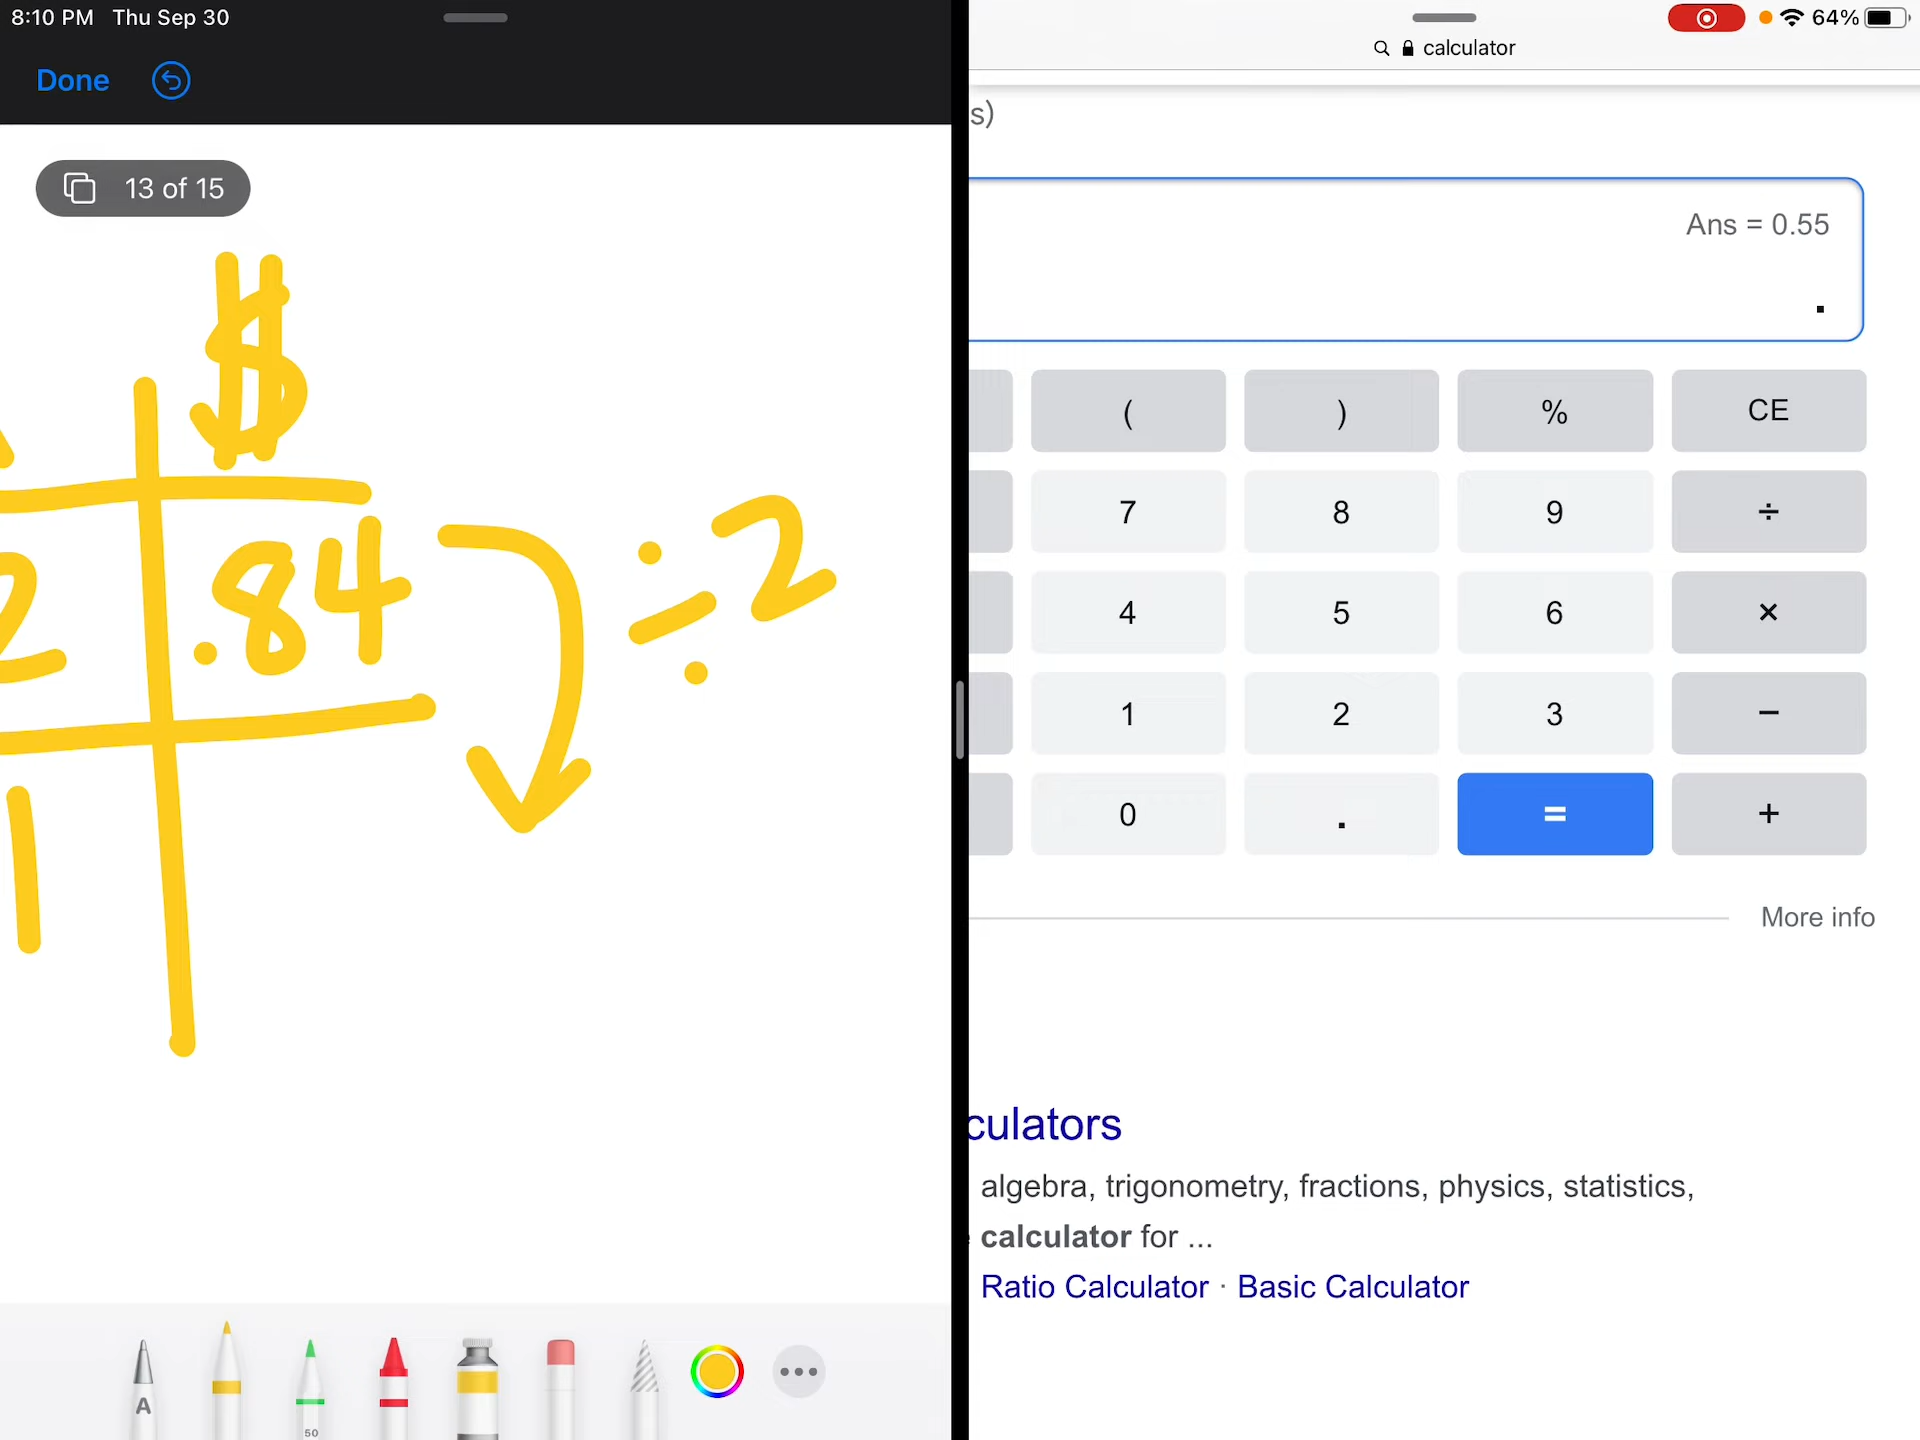 8:10 PM Thu Sep 30
64%
calculator
Done
s)
13 of 15
Ans = 0.55
.
$
( ) % CE
2 .84 ÷2
7 8 9 ÷
4 5 6 ×
1 2 3 −
1
0 . = +
More info
culators
algebra, trigonometry, fractions, physics, statistics,
calculator for ...
Ratio Calculator · Basic Calculator
A
50